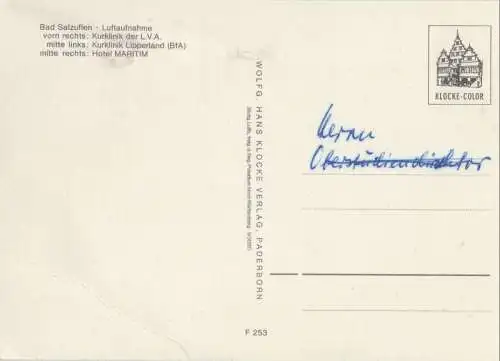 Bad Salzuflen - Luftaufnahme
vorn rechts: Kurklinik der L.V.A.
mitte links: Kurklinik Lipperland (BfA)
mitte rechts: Hotel MARITIM
KLOCKE-COLOR
WOLFG. HANS KLOCKE VERLAG, PADERBORN
Herrn
Oberstudiendirektor
F 253